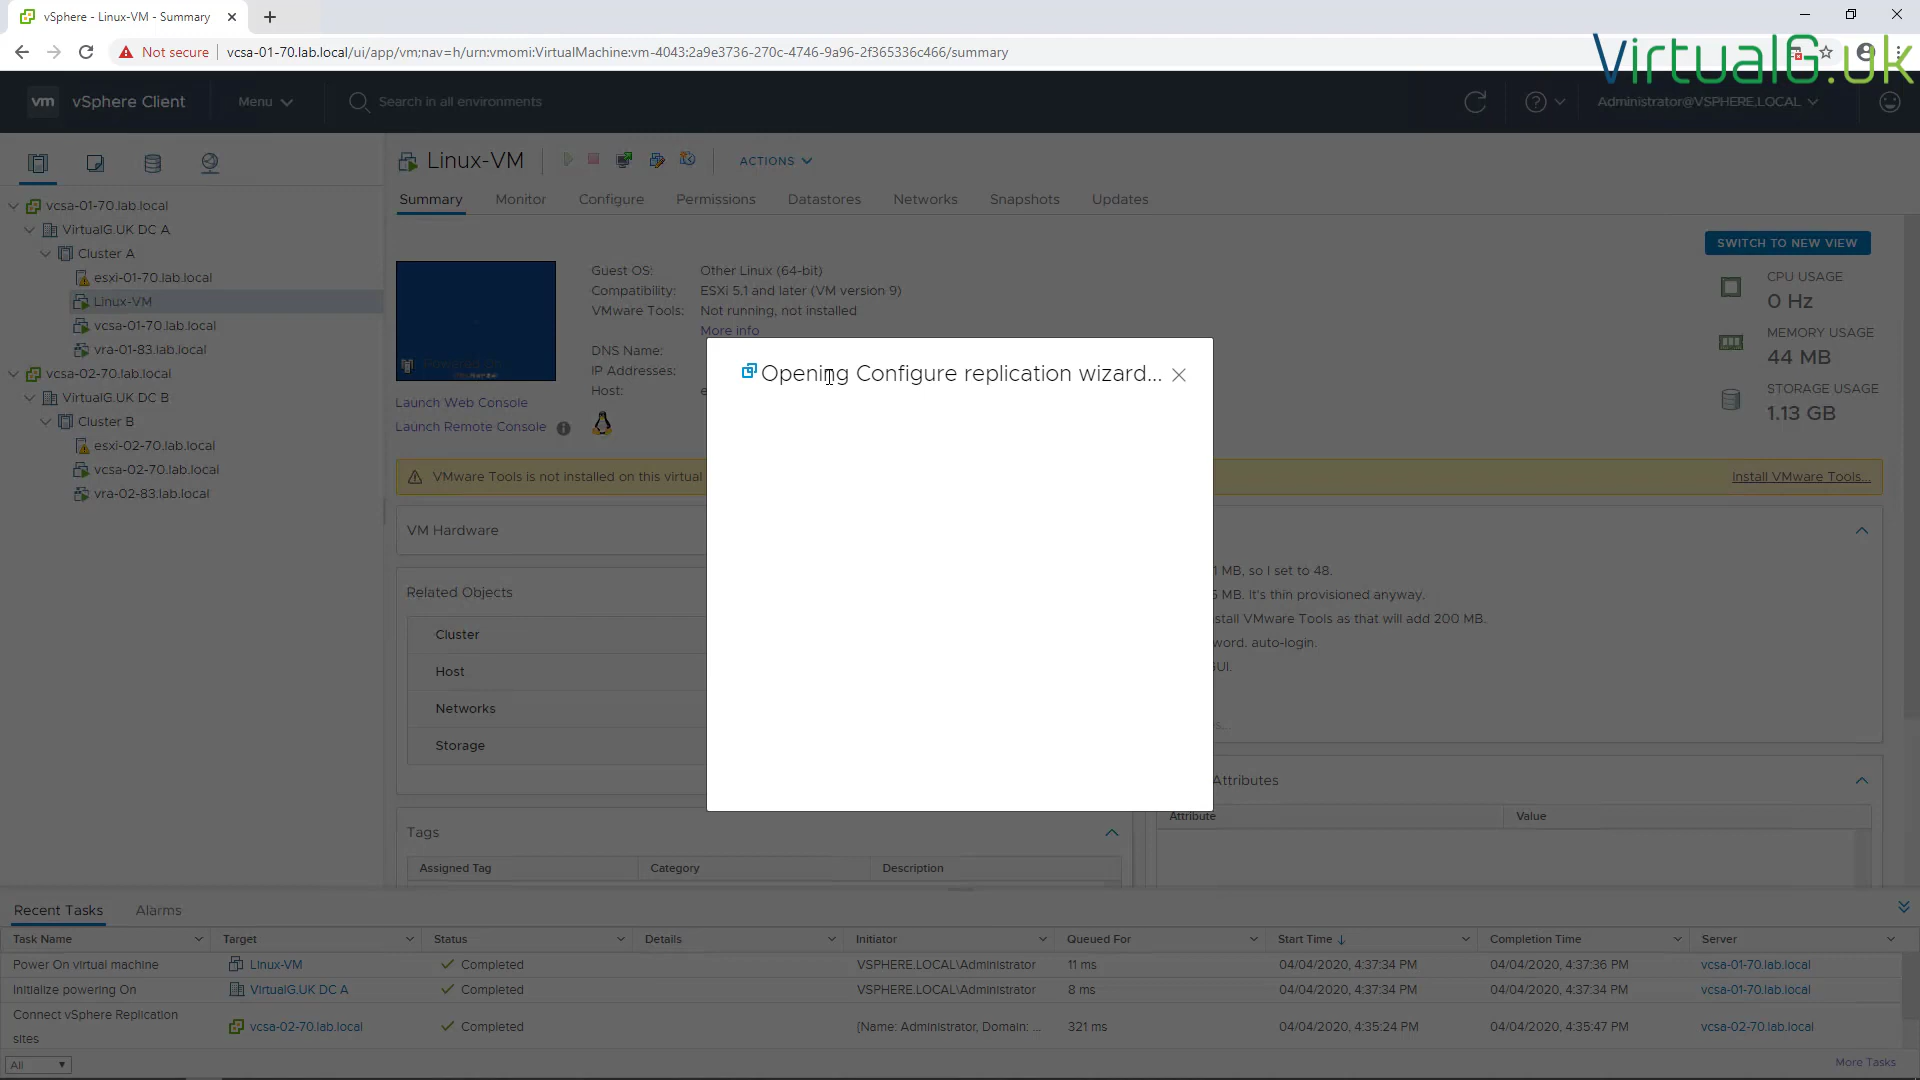 vSphere - Linux-VM - Summary
Not secure
vcsa-01-70.lab.local/ui/app/vm;nav=h/urn:vmomi:VirtualMachine:vm-4043:2a9e3736-270c-4746-9a96-2f365336c466/summary
VirtualG.uk
vm
vSphere Client
Menu
Search in all environments
Administrator@VSPHERE.LOCAL
Linux-VM
ACTIONS
Summary
Monitor
Configure
Permissions
Datastores
Networks
Snapshots
Updates
vcsa-01-70.lab.local
VirtualG.UK DC A
Cluster A
esxi-01-70.lab.local
Linux-VM
vcsa-01-70.lab.local
vra-01-83.lab.local
vcsa-02-70.lab.local
VirtualG.UK DC B
Cluster B
esxi-02-70.lab.local
vcsa-02-70.lab.local
vra-02-83.lab.local
Guest OS: Other Linux (64-bit)
Compatibility: ESXi 5.1 and later (VM version 9)
VMware Tools: Not running, not installed
More info
DNS Name:
IP Addresses:
Host:
Launch Web Console
Launch Remote Console
SWITCH TO NEW VIEW
CPU USAGE
0 Hz
MEMORY USAGE
44 MB
STORAGE USAGE
1.13 GB
Opening Configure replication wizard...
VMware Tools is not installed on this virtual
Install VMware Tools...
VM Hardware
Related Objects
Cluster
Host
Networks
Storage
MB, so I set to 48.
MB. It's thin provisioned anyway.
stall VMware Tools as that will add 200 MB.
word. auto-login.
Tags
Assigned Tag
Category
Description
Attributes
Attribute
Value
Recent Tasks
Alarms
Task Name
Target
Status
Details
Initiator
Queued For
Start Time
Completion Time
Server
Power On virtual machine
Linux-VM
Completed
VSPHERE.LOCAL\Administrator
11 ms
04/04/2020, 4:37:34 PM
04/04/2020, 4:37:36 PM
vcsa-01-70.lab.local
Initialize powering On
VirtualG.UK DC A
Completed
VSPHERE.LOCAL\Administrator
8 ms
04/04/2020, 4:37:34 PM
04/04/2020, 4:37:34 PM
vcsa-01-70.lab.local
Connect vSphere Replication
sites
vcsa-02-70.lab.local
Completed
{Name: Administrator, Domain: ...
321 ms
04/04/2020, 4:35:24 PM
04/04/2020, 4:35:47 PM
vcsa-02-70.lab.local
All
More Tasks